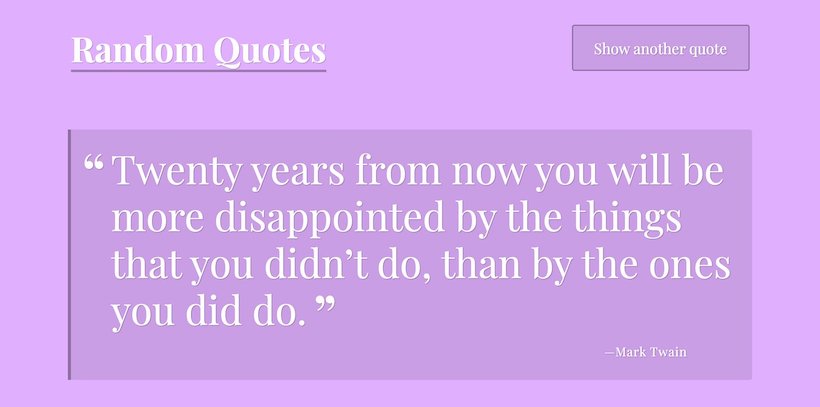 Random Quotes
Show another quote
“ Twenty years from now you will be
more disappointed by the things
that you didn’t do, than by the ones
you did do. ”
—Mark Twain